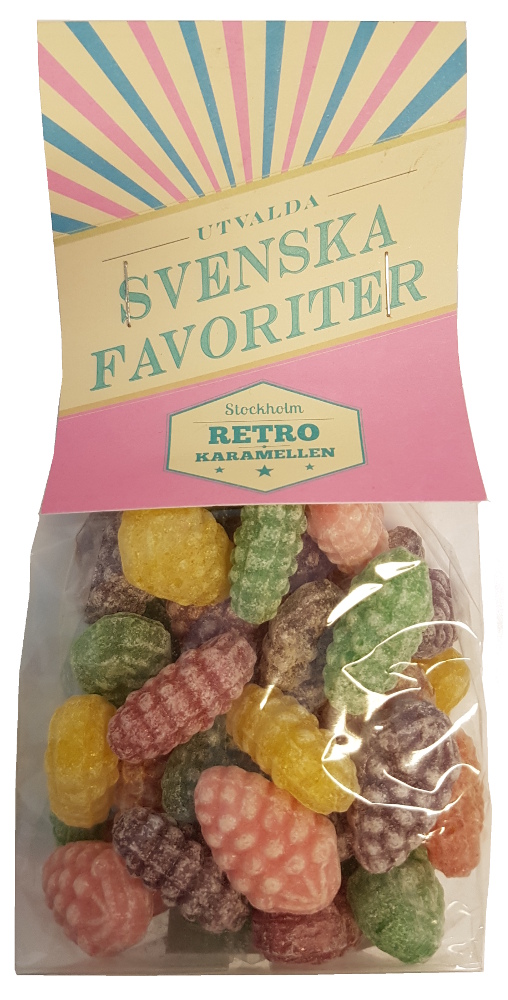 UTVALDA
SVENSKA
FAVORITER
Stockholm
RETRO
KARAMELLEN